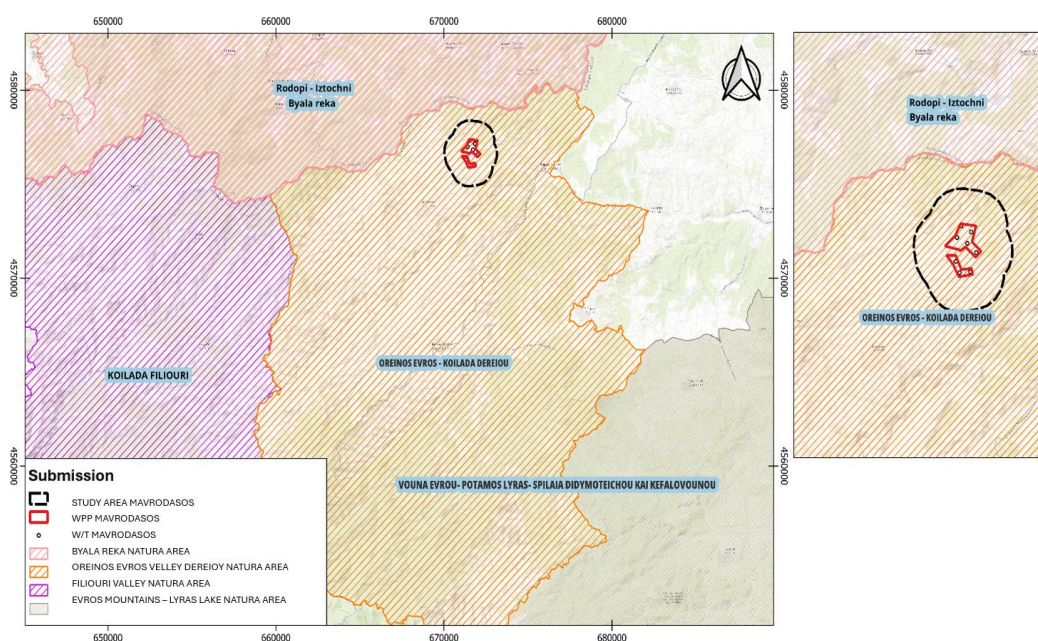 650000
660000
670000
680000
4580000
4570000
4560000
Rodopi - Iztochni
Byala reka
KOILADA FILIOURI
OREINOS EVROS - KOILADA DEREIOU
VOUNA EVROU- POTAMOS LYRAS- SPILAIA DIDYMOTEICHOU KAI KEFALOVOUNOU
4580000
4570000
4560000
Submission
STUDY AREA MAVRODASOS
WPP MAVRODASOS
W/T MAVRODASOS
BYALA REKA NATURA AREA
OREINOS EVROS VELLEY DEREIOY NATURA AREA
FILIOURI VALLEY NATURA AREA
EVROS MOUNTAINS – LYRAS LAKE NATURA AREA
650000
660000
670000
680000
Rodopi - Iztochni
Byala reka
OREINOS EVROS - KOILADA DEREIOU